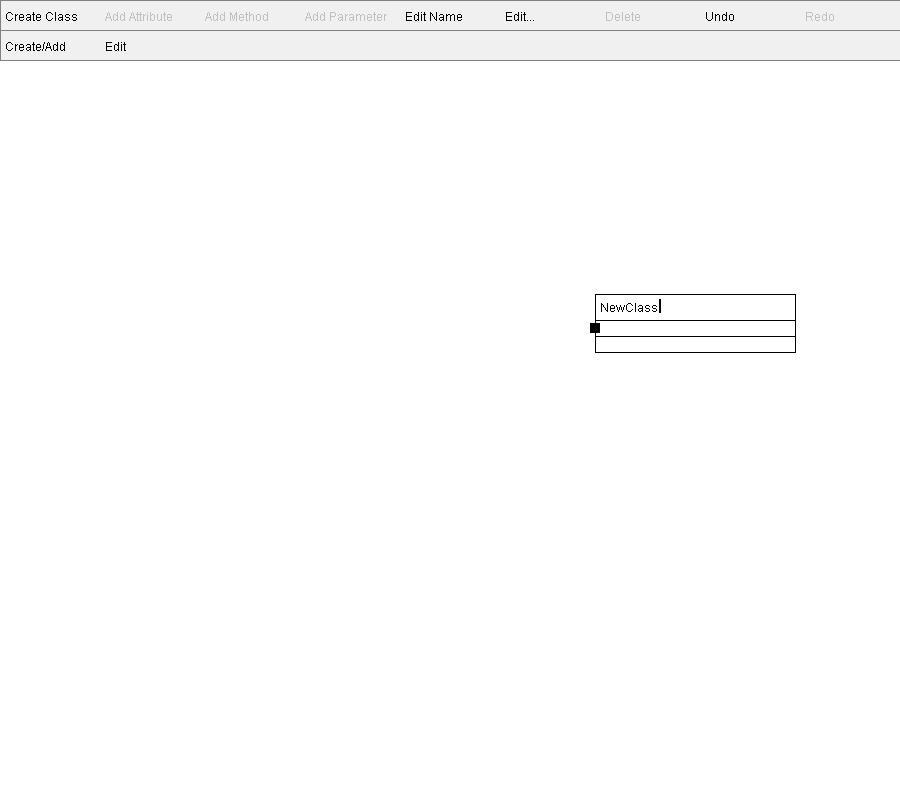 Create Class Add Attribute Add Method Add Parameter Edit Name Edit... Delete Undo Redo
Create/Add Edit
NewClass